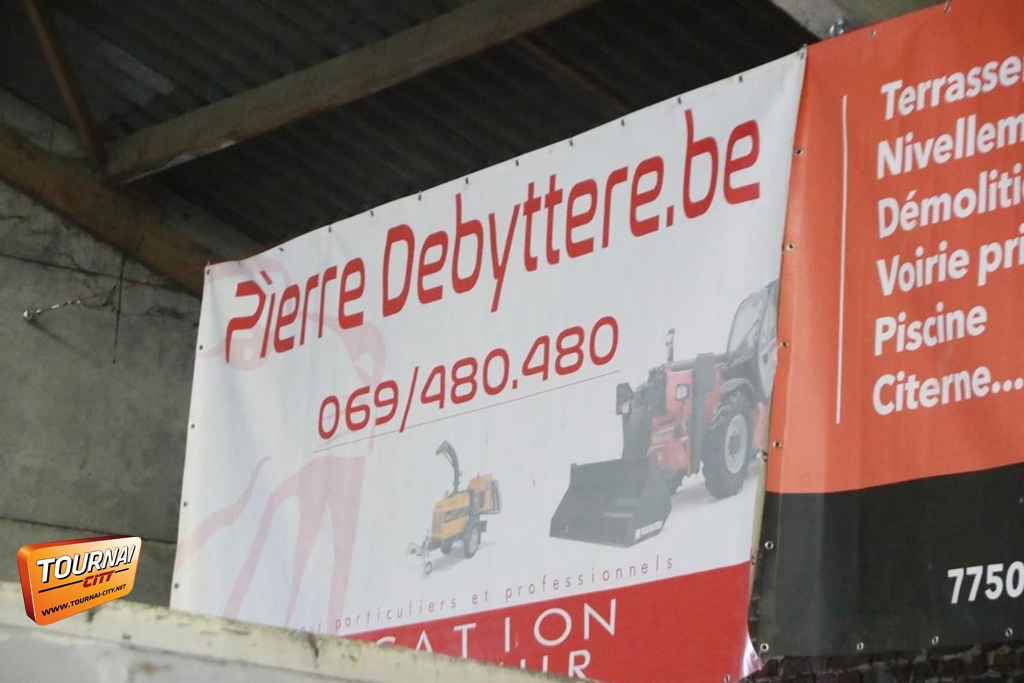 Pierre Debyttere.be
069/480.480
particuliers et professionnels
Terrasse
Nivellem
Démoliti
Voirie pri
Piscine
Citerne...
7750
TOURNAI
CITY
WWW.TOURNAI-CITY.NET